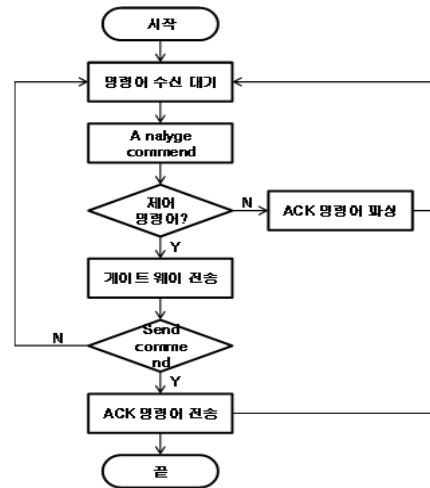 시작
명령어 수신 대기
A nalyge
commend
제어
명령어?
N
ACK 명령어 파싱
Y
게이트 웨이 전송
N
Send
comme
nd
Y
ACK 명령어 전송
끝